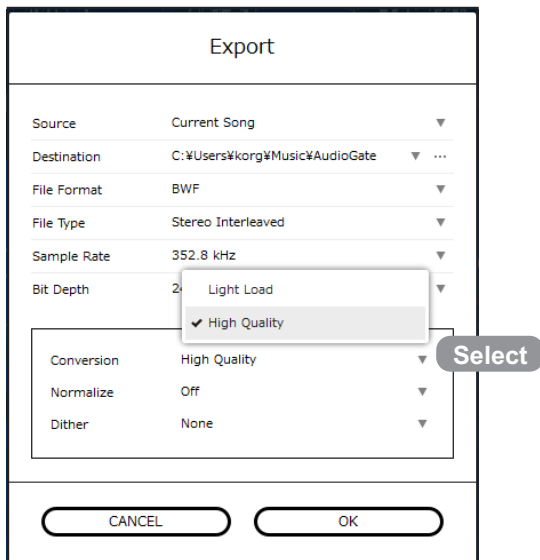 Export
Source Current Song ▼
Destination C:¥Users¥korg¥Music¥AudioGate ▼ ...
File Format BWF ▼
File Type Stereo Interleaved ▼
Sample Rate 352.8 kHz ▼
Bit Depth 2 ▼
Light Load
✔ High Quality
Conversion High Quality ▼
Select
Normalize Off ▼
Dither None ▼
CANCEL OK